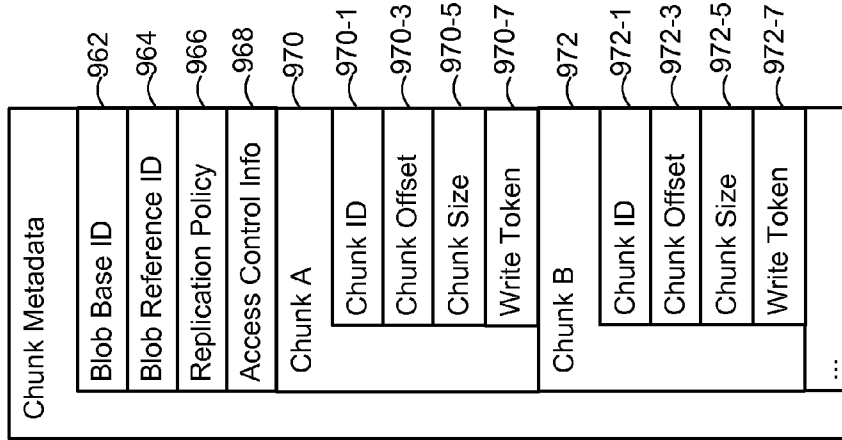 Chunk Metadata
Blob Base ID 962
Blob Reference ID 964
Replication Policy 966
Access Control Info 968
Chunk A 970
Chunk ID 970-1
Chunk Offset 970-3
Chunk Size 970-5
Write Token 970-7
Chunk B 972
Chunk ID 972-1
Chunk Offset 972-3
Chunk Size 972-5
Write Token 972-7
...